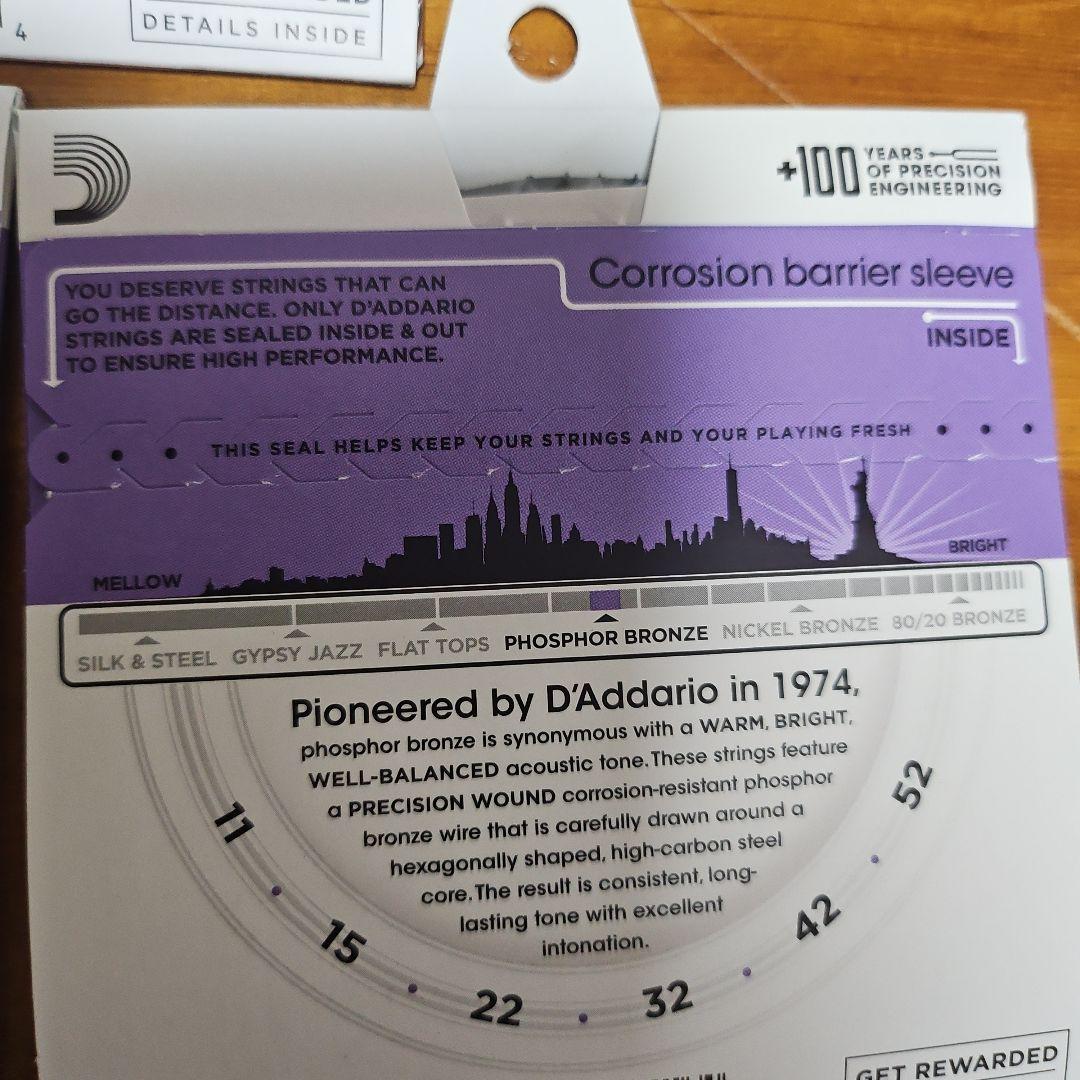 4
DETAILS INSIDE
+100 YEARS
OF PRECISION
ENGINEERING
YOU DESERVE STRINGS THAT CAN
GO THE DISTANCE. ONLY D'ADDARIO
STRINGS ARE SEALED INSIDE & OUT
TO ENSURE HIGH PERFORMANCE.
Corrosion barrier sleeve
INSIDE
THIS SEAL HELPS KEEP YOUR STRINGS AND YOUR PLAYING FRESH
MELLOW
BRIGHT
SILK & STEEL GYPSY JAZZ FLAT TOPS PHOSPHOR BRONZE NICKEL BRONZE 80/20 BRONZE
Pioneered by D'Addario in 1974,
phosphor bronze is synonymous with a WARM, BRIGHT,
WELL-BALANCED acoustic tone. These strings feature
a PRECISION WOUND corrosion-resistant phosphor
bronze wire that is carefully drawn around a
hexagonally shaped, high-carbon steel
core. The result is consistent, long-
lasting tone with excellent
intonation.
11 • 15 • 22 • 32 • 42 • 52
GET REWARDED